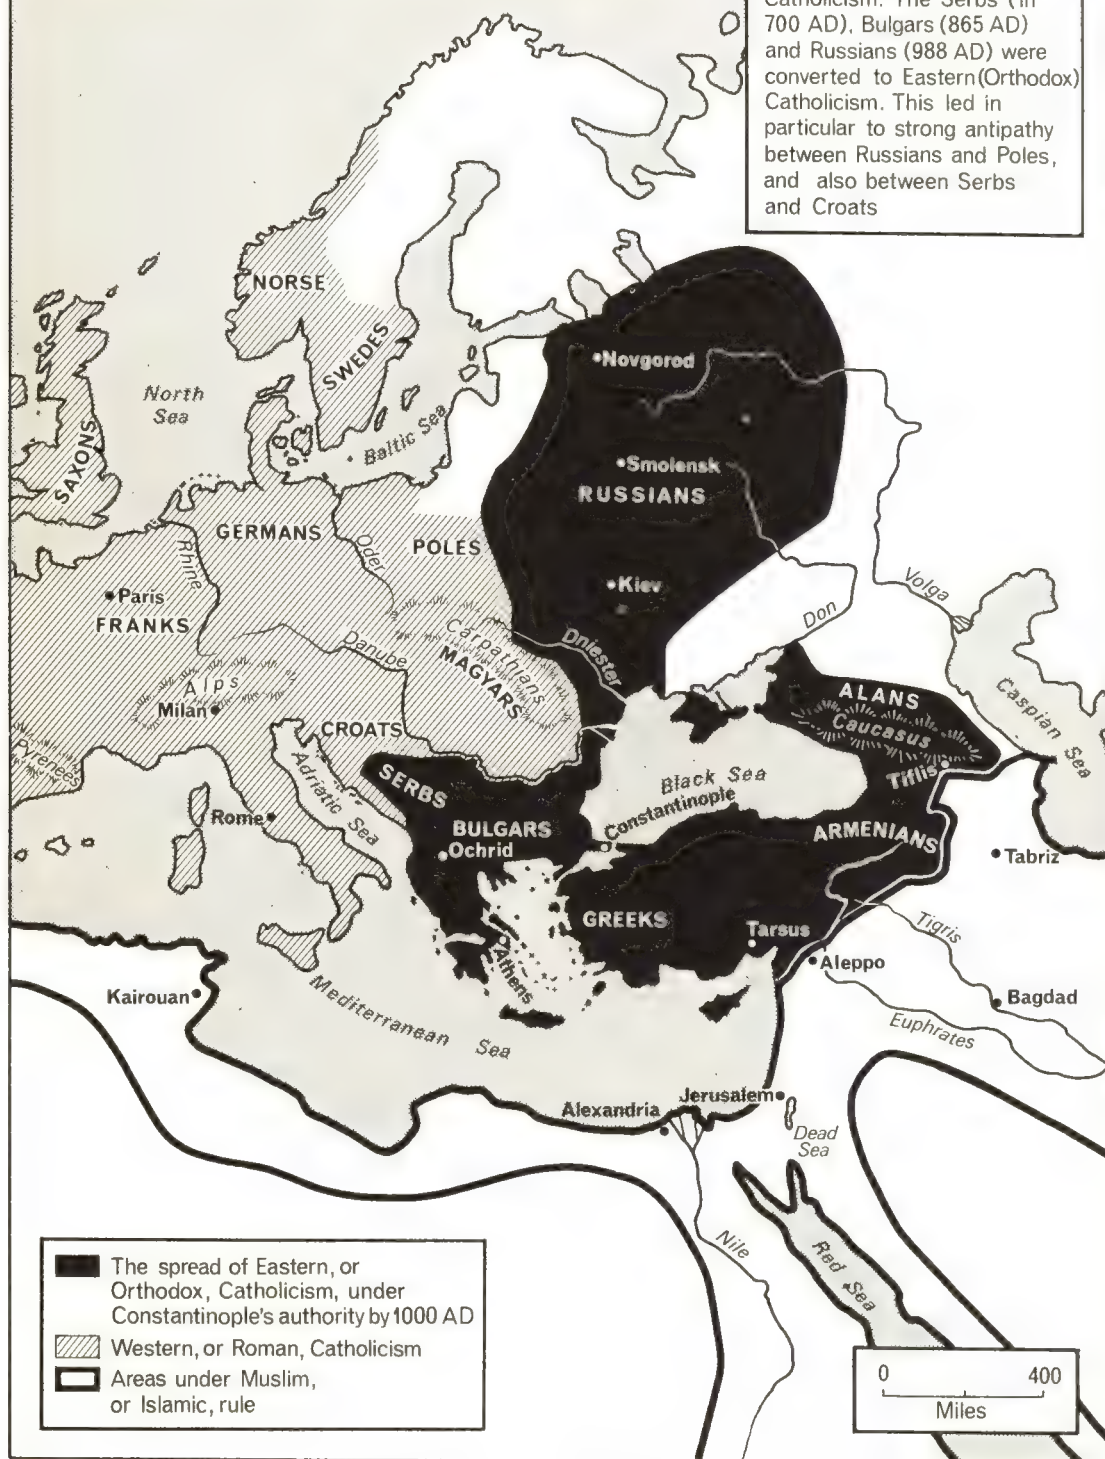 Catholicism. The Serbs (in
700 AD), Bulgars (865 AD)
and Russians (988 AD) were
converted to Eastern (Orthodox)
Catholicism. This led in
particular to strong antipathy
between Russians and Poles,
and also between Serbs
and Croats
NORSE
SWEDES
North
Sea
Baltic Sea
SAXONS
Novgorod
Smolensk
RUSSIANS
GERMANS
Oder
POLES
Rhine
Paris
FRANKS
Kiev
Volga
Don
Carpathians
Danube
MAGYARS
Dniester
Alps
Milan
ALANS
Caucasus
Caspian Sea
CROATS
Pyrenees
Adriatic Sea
SERBS
Black Sea
Tiflis
Rome
Constantinople
BULGARS
Ochrid
ARMENIANS
Tabriz
GREEKS
Tarsus
Tigris
Athens
Aleppo
Kairouan
Mediterranean Sea
Bagdad
Euphrates
Alexandria
Jerusalem
Dead
Sea
Nile
Red Sea
The spread of Eastern, or
Orthodox, Catholicism, under
Constantinople's authority by 1000 AD
Western, or Roman, Catholicism
Areas under Muslim,
or Islamic, rule
0 400
Miles